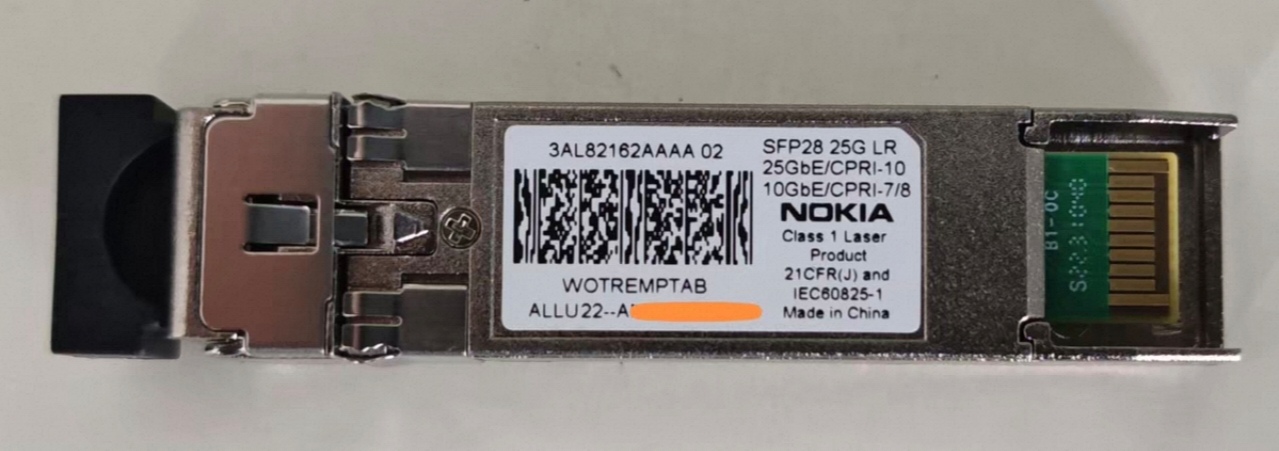 3AL82162AAAA 02
WOTREMPTAB
ALLU22--A
SFP28 25G LR
25GbE/CPRI-10
10GbE/CPRI-7/8
NOKIA
Class 1 Laser
Product
21CFR(J) and
IEC60825-1
Made in China